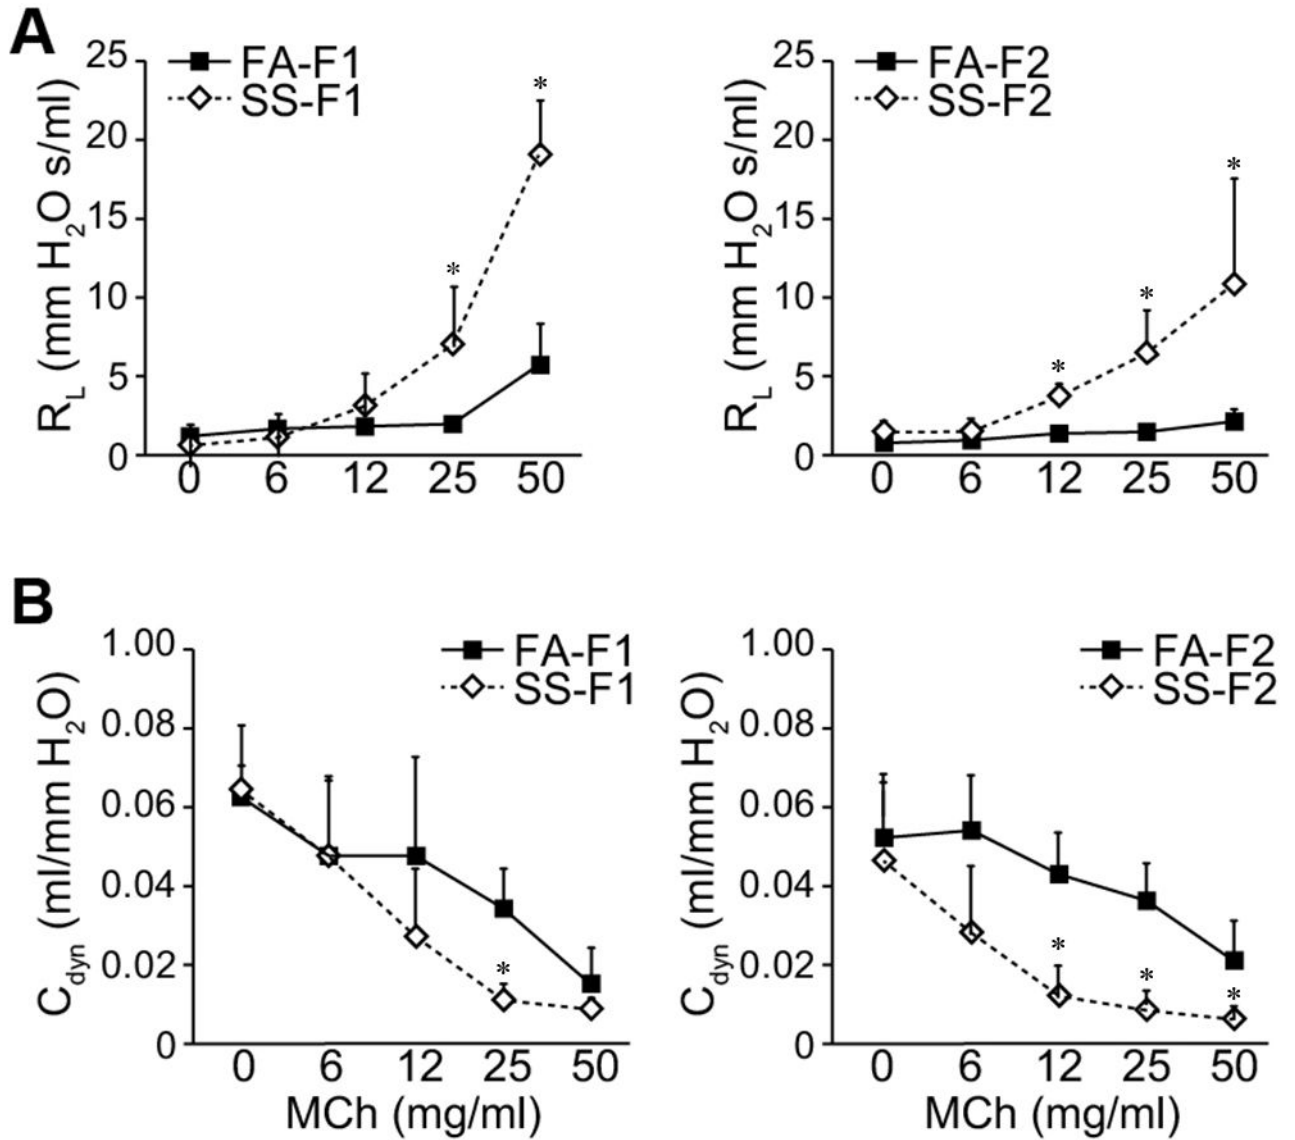 A
25
20
15
10
5
0
R_L (mm H₂O s/ml)
FA-F1
SS-F1
*
*
0 6 12 25 50
25
20
15
10
5
0
R_L (mm H₂O s/ml)
FA-F2
SS-F2
*
*
*
0 6 12 25 50
B
1.00
0.08
0.06
0.04
0.02
0
C_dyn (ml/mm H₂O)
FA-F1
SS-F1
*
0 6 12 25 50
MCh (mg/ml)
1.00
0.08
0.06
0.04
0.02
0
C_dyn (ml/mm H₂O)
FA-F2
SS-F2
*
*
*
0 6 12 25 50
MCh (mg/ml)